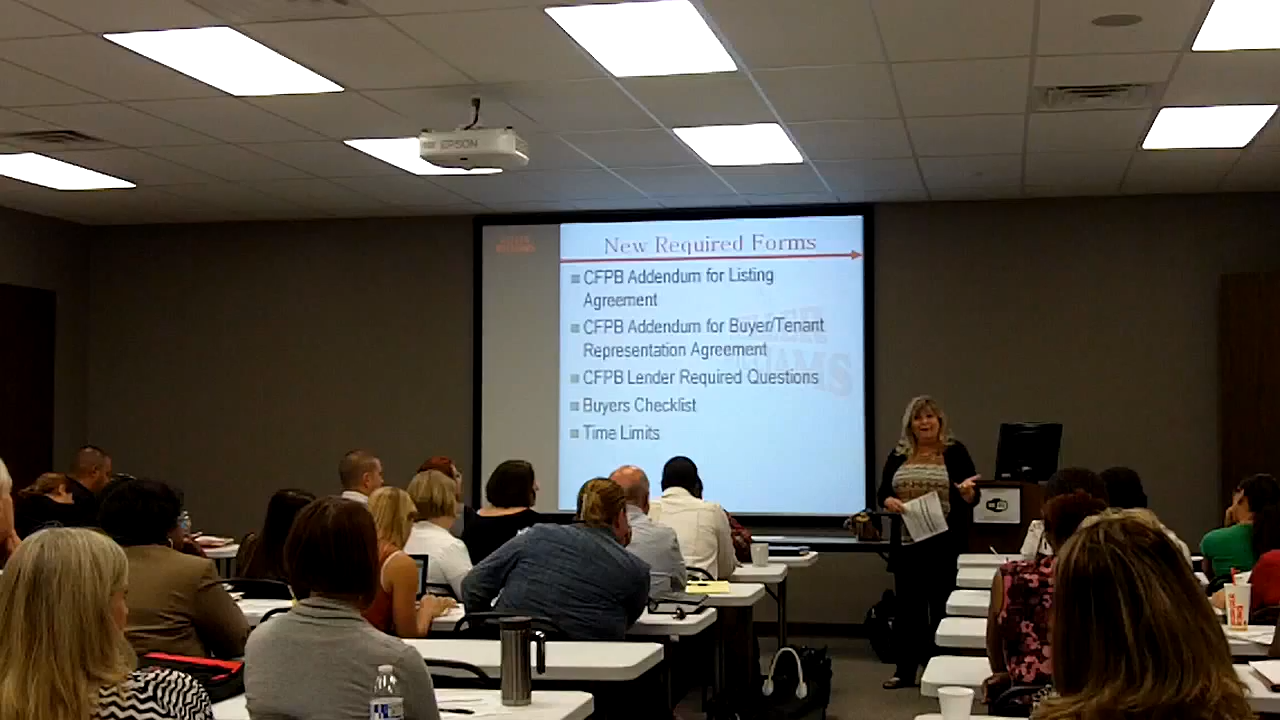 EPSON
New Required Forms
CFPB Addendum for Listing
Agreement
CFPB Addendum for Buyer/Tenant
Representation Agreement
CFPB Lender Required Questions
Buyers Checklist
Time Limits